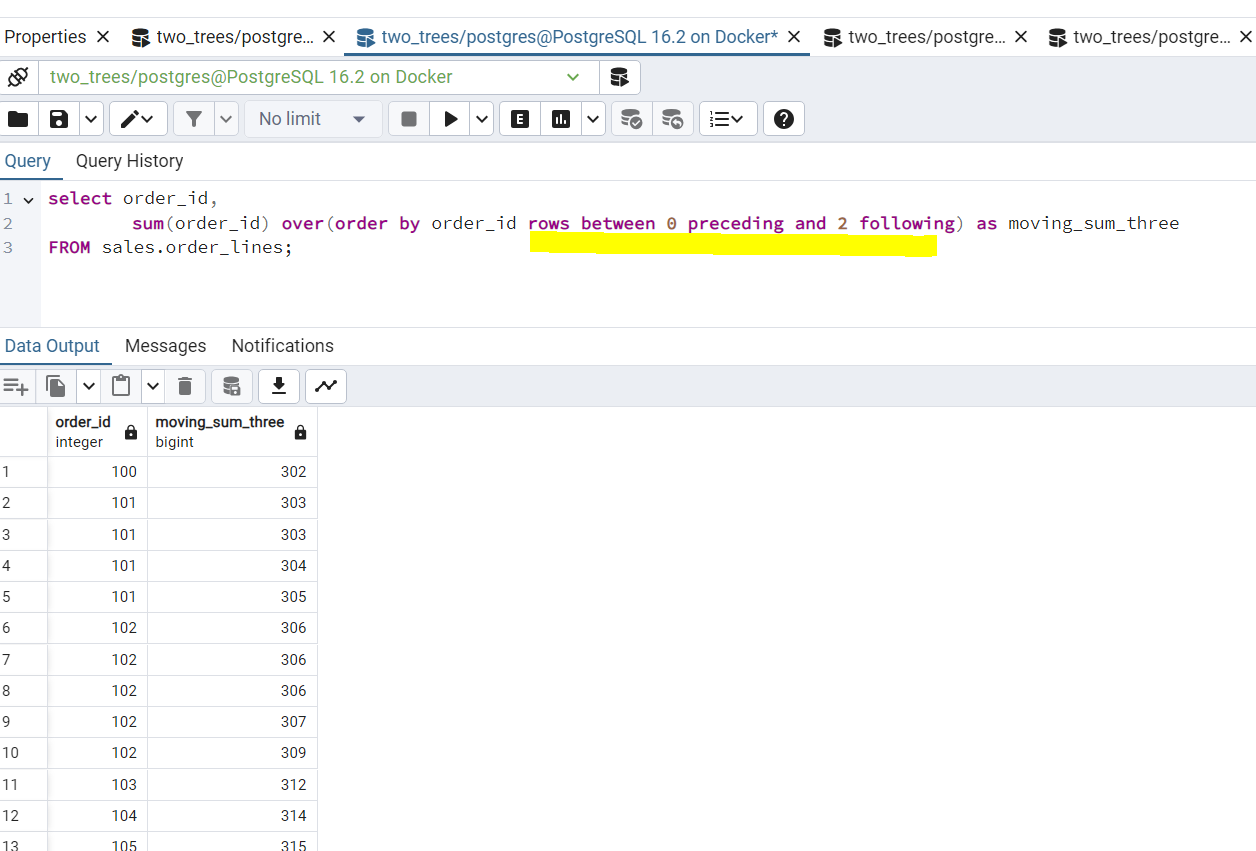 Properties two_trees/postgre... two_trees/postgres@PostgreSQL 16.2 on Docker* two_trees/postgre... two_trees/postgre...
two_trees/postgres@PostgreSQL 16.2 on Docker
No limit E
Query Query History
1 select order_id,
2 sum(order_id) over(order by order_id rows between 0 preceding and 2 following) as moving_sum_three
3 FROM sales.order_lines;
Data Output Messages Notifications
order_id moving_sum_three
integer bigint
1 100 302
2 101 303
3 101 303
4 101 304
5 101 305
6 102 306
7 102 306
8 102 306
9 102 307
10 102 309
11 103 312
12 104 314
13 105 315